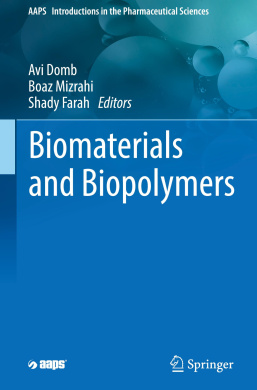 AAPS Introductions in the Pharmaceutical Sciences
Avi Domb
Boaz Mizrahi
Shady Farah Editors
Biomaterials
and Biopolymers
aaps
Springer